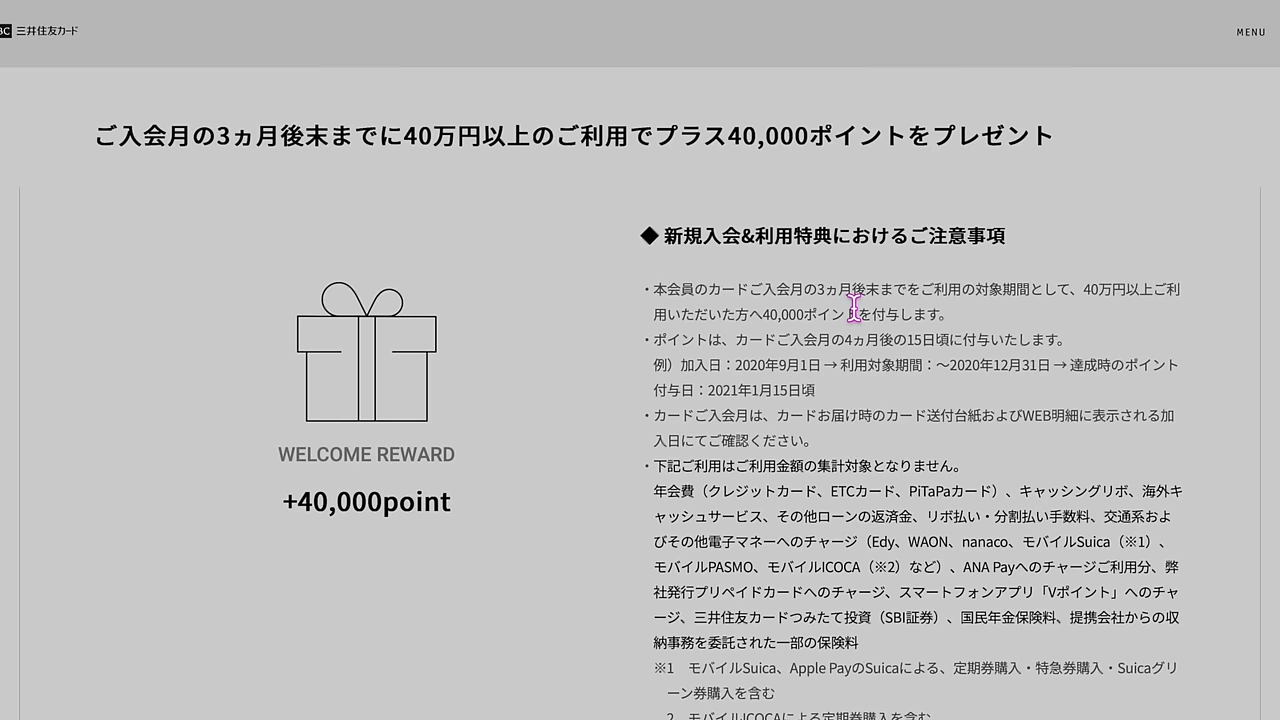 三井住友カード
MENU
ご入会月の3ヵ月後末までに40万円以上のご利用でプラス40,000ポイントをプレゼント
◆ 新規入会&利用特典におけるご注意事項
・本会員のカードご入会月の3ヵ月後末までをご利用の対象期間として、40万円以上ご利
用いただいた方へ40,000ポイントを付与します。
・ポイントは、カードご入会月の4ヵ月後の15日頃に付与いたします。
例）加入日：2020年9月1日 → 利用対象期間：～2020年12月31日 → 達成時のポイント
付与日：2021年1月15日頃
・カードご入会月は、カードお届け時のカード送付台紙およびWEB明細に表示される加
入日にてご確認ください。
・下記ご利用はご利用金額の集計対象となりません。
年会費（クレジットカード、ETCカード、PiTaPaカード）、キャッシングリボ、海外キ
ャッシュサービス、その他ローンの返済金、リボ払い・分割払い手数料、交通系およ
びその他電子マネーへのチャージ（Edy、WAON、nanaco、モバイルSuica（※1）、
モバイルPASMO、モバイルICOCA（※2）など）、ANA Payへのチャージご利用分、弊
社発行プリペイドカードへのチャージ、スマートフォンアプリ「Vポイント」へのチャ
ージ、三井住友カードつみたて投資（SBI証券）、国民年金保険料、提携会社からの収
納事務を委託された一部の保険料
※1　モバイルSuica、Apple PayのSuicaによる、定期券購入・特急券購入・Suicaグリ
ーン券購入を含む
2　モバイルICOCAによる定期券購入を含む
WELCOME REWARD
+40,000point